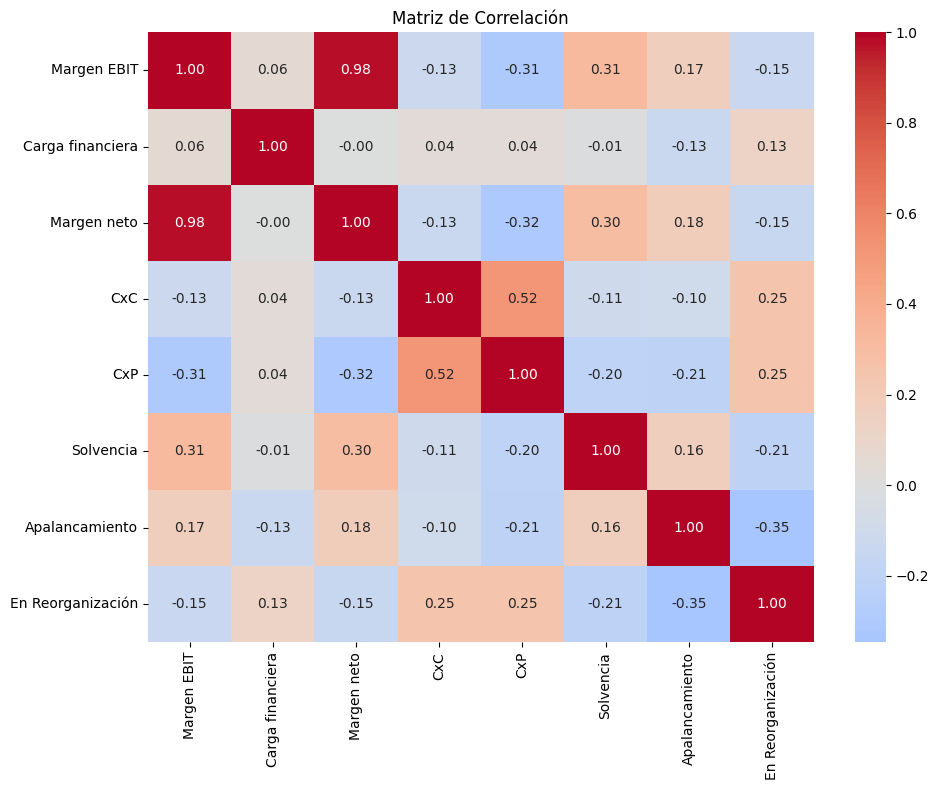 Matriz de Correlación
Margen EBIT 1.00 0.06 0.98 -0.13 -0.31 0.31 0.17 -0.15
Carga financiera 0.06 1.00 -0.00 0.04 0.04 -0.01 -0.13 0.13
Margen neto 0.98 -0.00 1.00 -0.13 -0.32 0.30 0.18 -0.15
CxC -0.13 0.04 -0.13 1.00 0.52 -0.11 -0.10 0.25
CxP -0.31 0.04 -0.32 0.52 1.00 -0.20 -0.21 0.25
Solvencia 0.31 -0.01 0.30 -0.11 -0.20 1.00 0.16 -0.21
Apalancamiento 0.17 -0.13 0.18 -0.10 -0.21 0.16 1.00 -0.35
En Reorganización -0.15 0.13 -0.15 0.25 0.25 -0.21 -0.35 1.00
Margen EBIT
Carga financiera
Margen neto
CxC
CxP
Solvencia
Apalancamiento
En Reorganización
1.0
0.8
0.6
0.4
0.2
0.0
−0.2